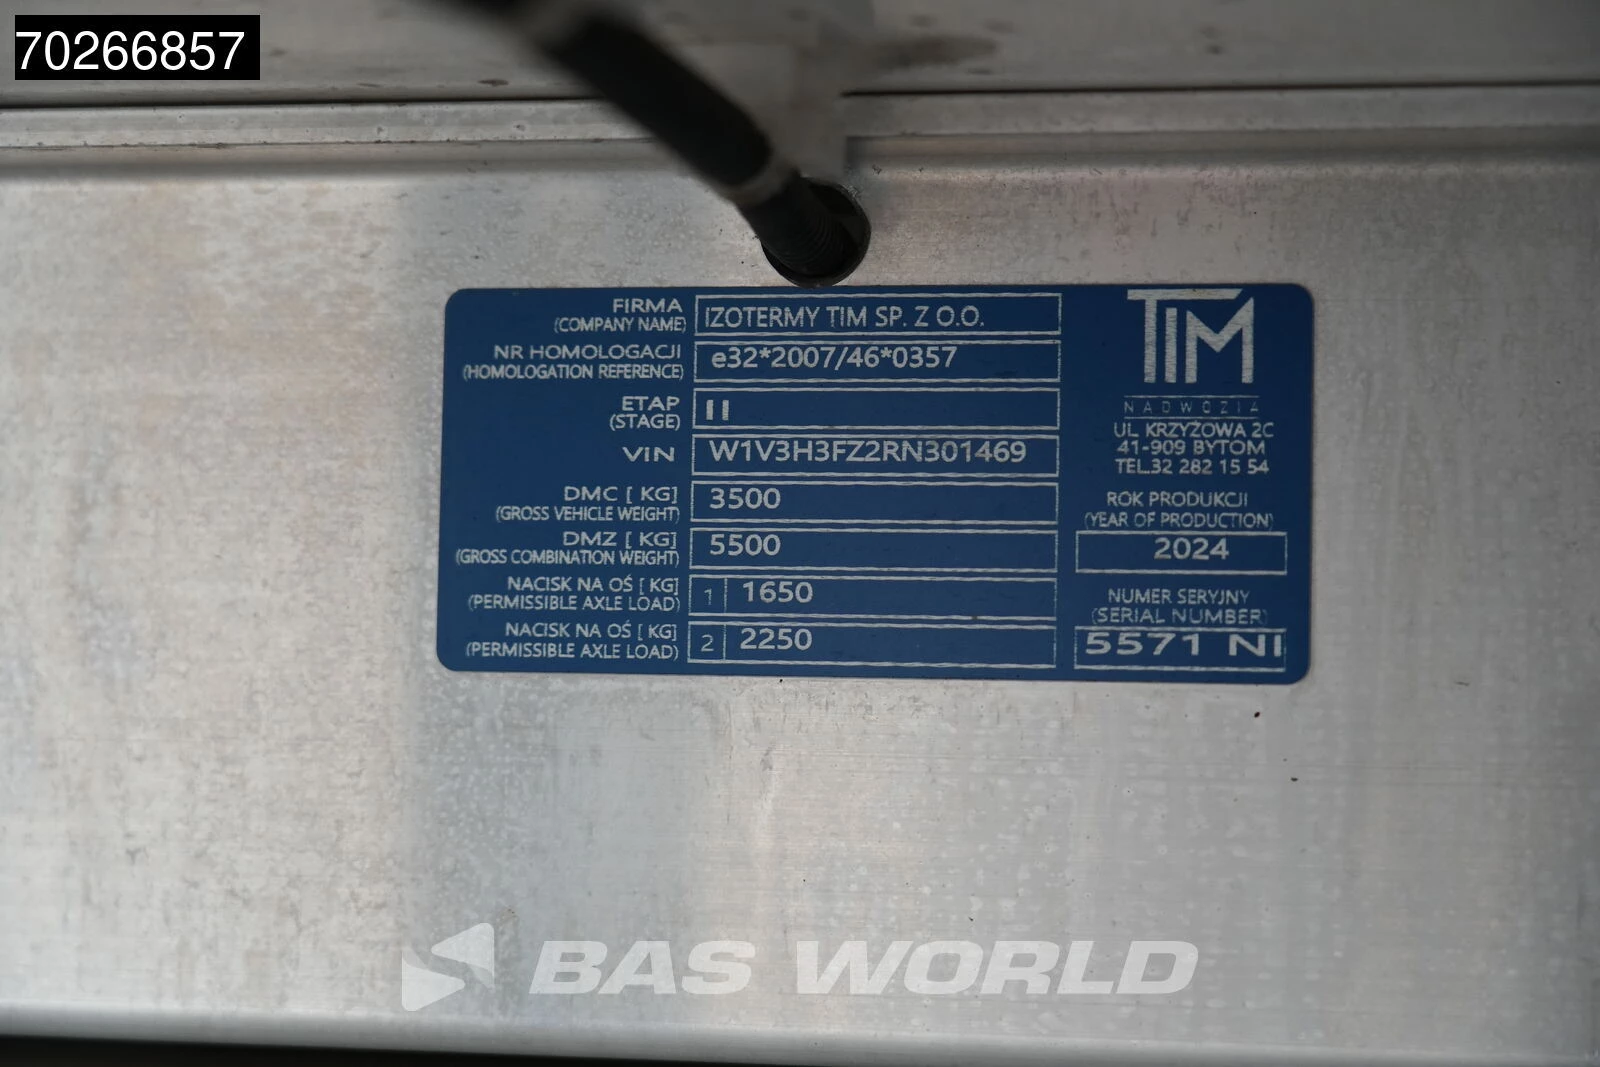 70266857
FIRMA
(COMPANY NAME)
IZOTERMY TIM SP. Z O.O.
NR HOMOLOGACJI
(HOMOLOGATION REFERENCE)
e32*2007/46*0357
ETAP
(STAGE)
II
VIN
W1V3H3FZ2RN301469
DMC [ KG]
(GROSS VEHICLE WEIGHT)
3500
DMZ [ KG]
(GROSS COMBINATION WEIGHT)
5500
NACISK NA OŚ [ KG]
(PERMISSIBLE AXLE LOAD)
1 1650
NACISK NA OŚ [ KG]
(PERMISSIBLE AXLE LOAD)
2 2250
TIM
NADWOZIA
UL KRZYŻOWA 2C
41-909 BYTOM
TEL.32 282 15 54
ROK PRODUKCJI
(YEAR OF PRODUCTION)
2024
NUMER SERYJNY
(SERIAL NUMBER)
5571 NI
BAS WORLD